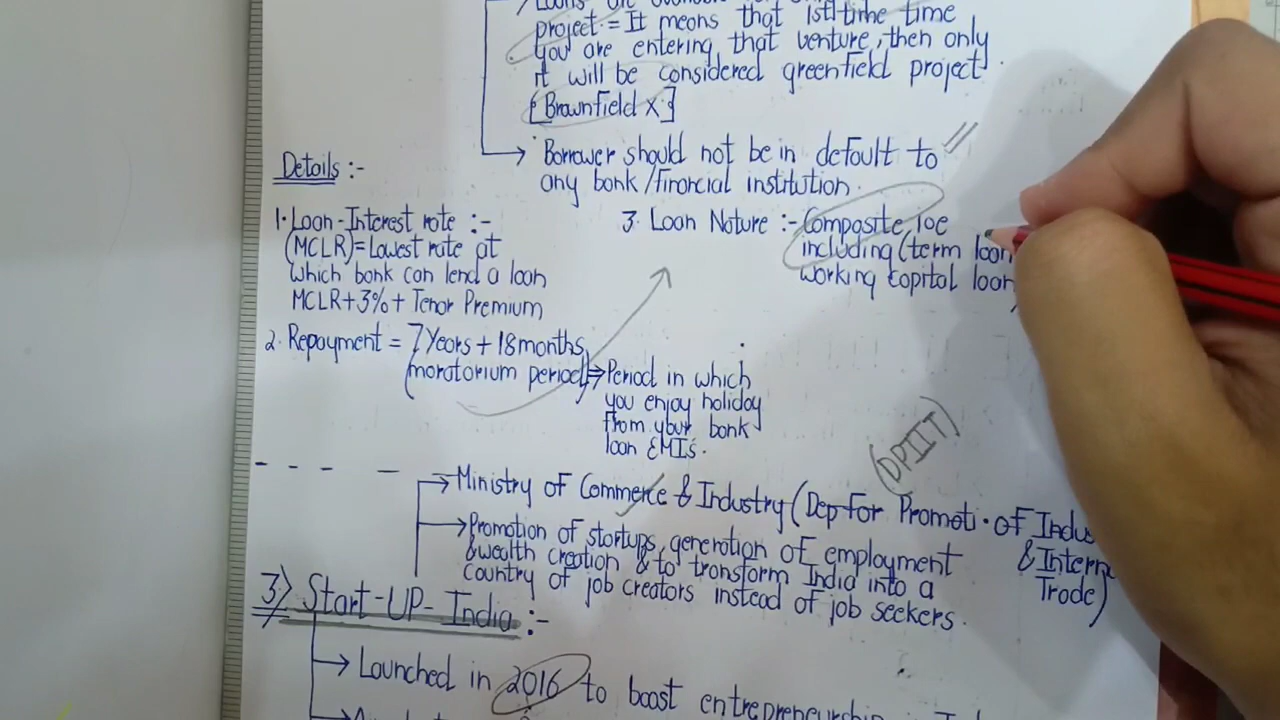 project = It means that 1st time time
you are entering that venture, then only
it will be considered greenfield project.
[Brownfield X]
Borrower should not be in default to
any bank/financial institution.
Details :-
1. Loan-Interest rate :-
(MCLR) = Lowest rate at
which bank can lend a loan
MCLR+3%+ Tenor Premium
2. Repayment = 7 Years + 18 months
(moratorium period)
Period in which
you enjoy holiday
from your bank
loan EMI's.
3. Loan Nature :- Composite loe
including (term loan
working capital loan
(DPIIT)
Ministry of Commerce & Industry (Dep for Promoti. of Indus
& Intern
Trade)
Promotion of startups, generation of employment
& wealth creation & to transform India into a
country of job creators instead of job seekers.
3) Start-UP-India :-
Launched in 2016 to boost entrepreneurship